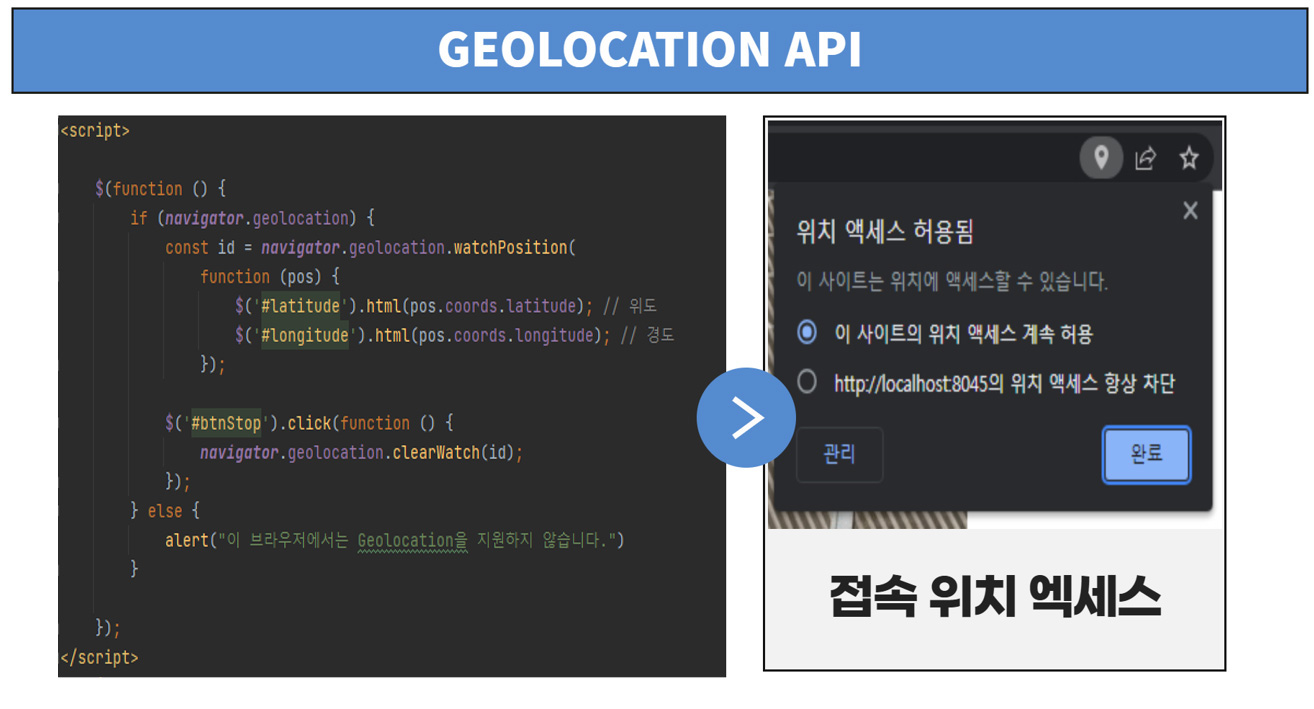 GEOLOCATION API
<script>
$(function () {
if (navigator.geolocation) {
const id = navigator.geolocation.watchPosition(
function (pos) {
$('#latitude').html(pos.coords.latitude); // 위도
$('#longitude').html(pos.coords.longitude); // 경도
});
$('#btnStop').click(function () {
navigator.geolocation.clearWatch(id);
});
} else {
alert("이 브라우저에서는 Geolocation을 지원하지 않습니다.")
}
});
</script>
위치 액세스 허용됨
이 사이트는 위치에 액세스할 수 있습니다.
이 사이트의 위치 액세스 계속 허용
http://localhost:8045의 위치 액세스 항상 차단
관리 완료
접속 위치 엑세스